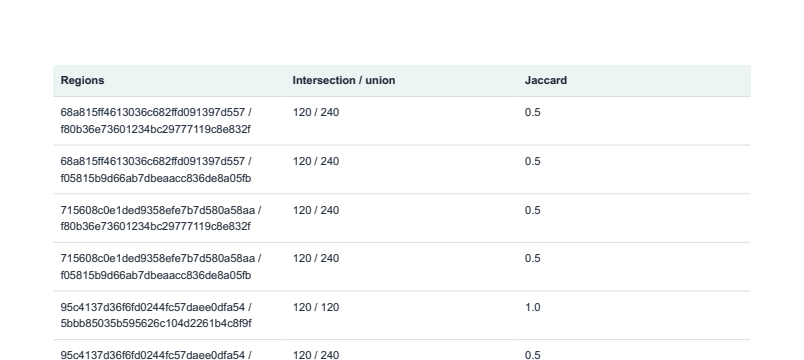 Regions Intersection / union Jaccard
68a815ff4613036c682ffd091397d557 / 120 / 240 0.5
f80b36e73601234bc29777119c8e832f
68a815ff4613036c682ffd091397d557 / 120 / 240 0.5
f05815b9d66ab7dbeaacc836de8a05fb
715608c0e1ded9358efe7b7d580a58aa / 120 / 240 0.5
f80b36e73601234bc29777119c8e832f
715608c0e1ded9358efe7b7d580a58aa / 120 / 240 0.5
f05815b9d66ab7dbeaacc836de8a05fb
95c4137d36f6fd0244fc57daee0dfa54 / 120 / 120 1.0
5bbb85035b595626c104d2261b4c8f9f
95c4137d36f6fd0244fc57daee0dfa54 / 120 / 240 0.5